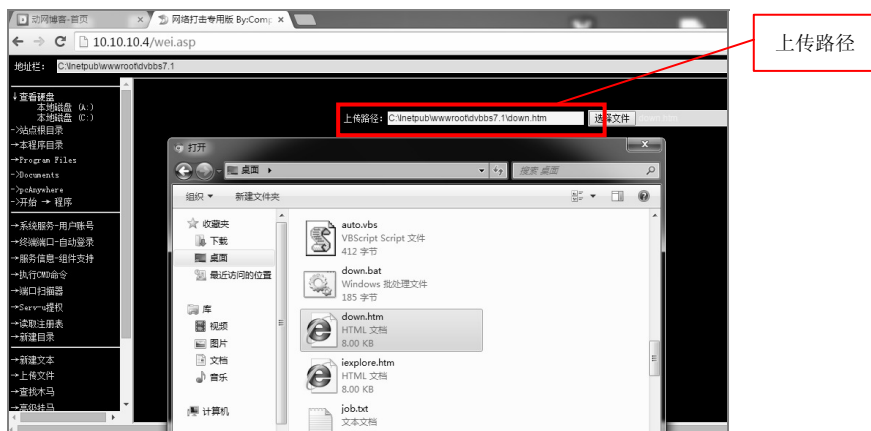 动网博客-首页
网络打击专用版 By:Comp
10.10.10.4/wei.asp
上传路径
地址栏: C:\Inetpub\wwwroot\dvbbs7.1
↓查看硬盘
本地磁盘 (A:)
本地磁盘 (C:)
->站点根目录
→本程序目录
→Program Files
->Documents
->pcAnywhere
->开始 → 程序
→系统服务-用户账号
→终端端口-自动登录
→服务信息-组件支持
→执行CMD命令
→端口扫描器
→Serv-u提权
→读取注册表
→新建目录
→新建文本
→上传文件
→查找木马
→高级挂马
上传路径: C:\Inetpub\wwwroot\dvbbs7.1\down.htm 选择文件 down.htm
打开
桌面
搜索 桌面
组织 新建文件夹
收藏夹
下载
桌面
最近访问的位置
库
视频
图片
文档
音乐
计算机
auto.vbs
VBScript Script 文件
412 字节
down.bat
Windows 批处理文件
185 字节
down.htm
HTML 文档
8.00 KB
iexplore.htm
HTML 文档
8.00 KB
job.txt
文本文档